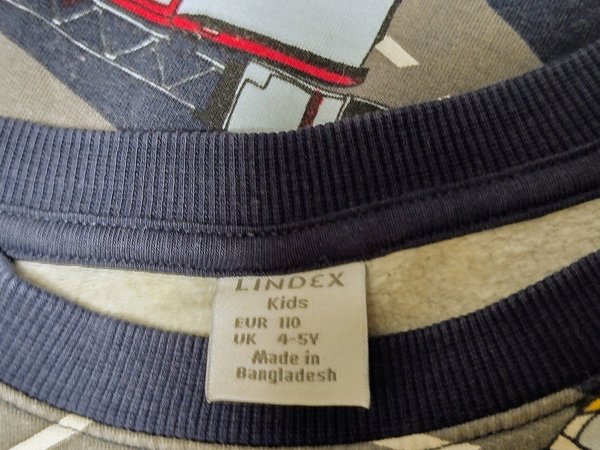 LINDEX
Kids
EUR 110
UK 4-5Y
Made in
Bangladesh